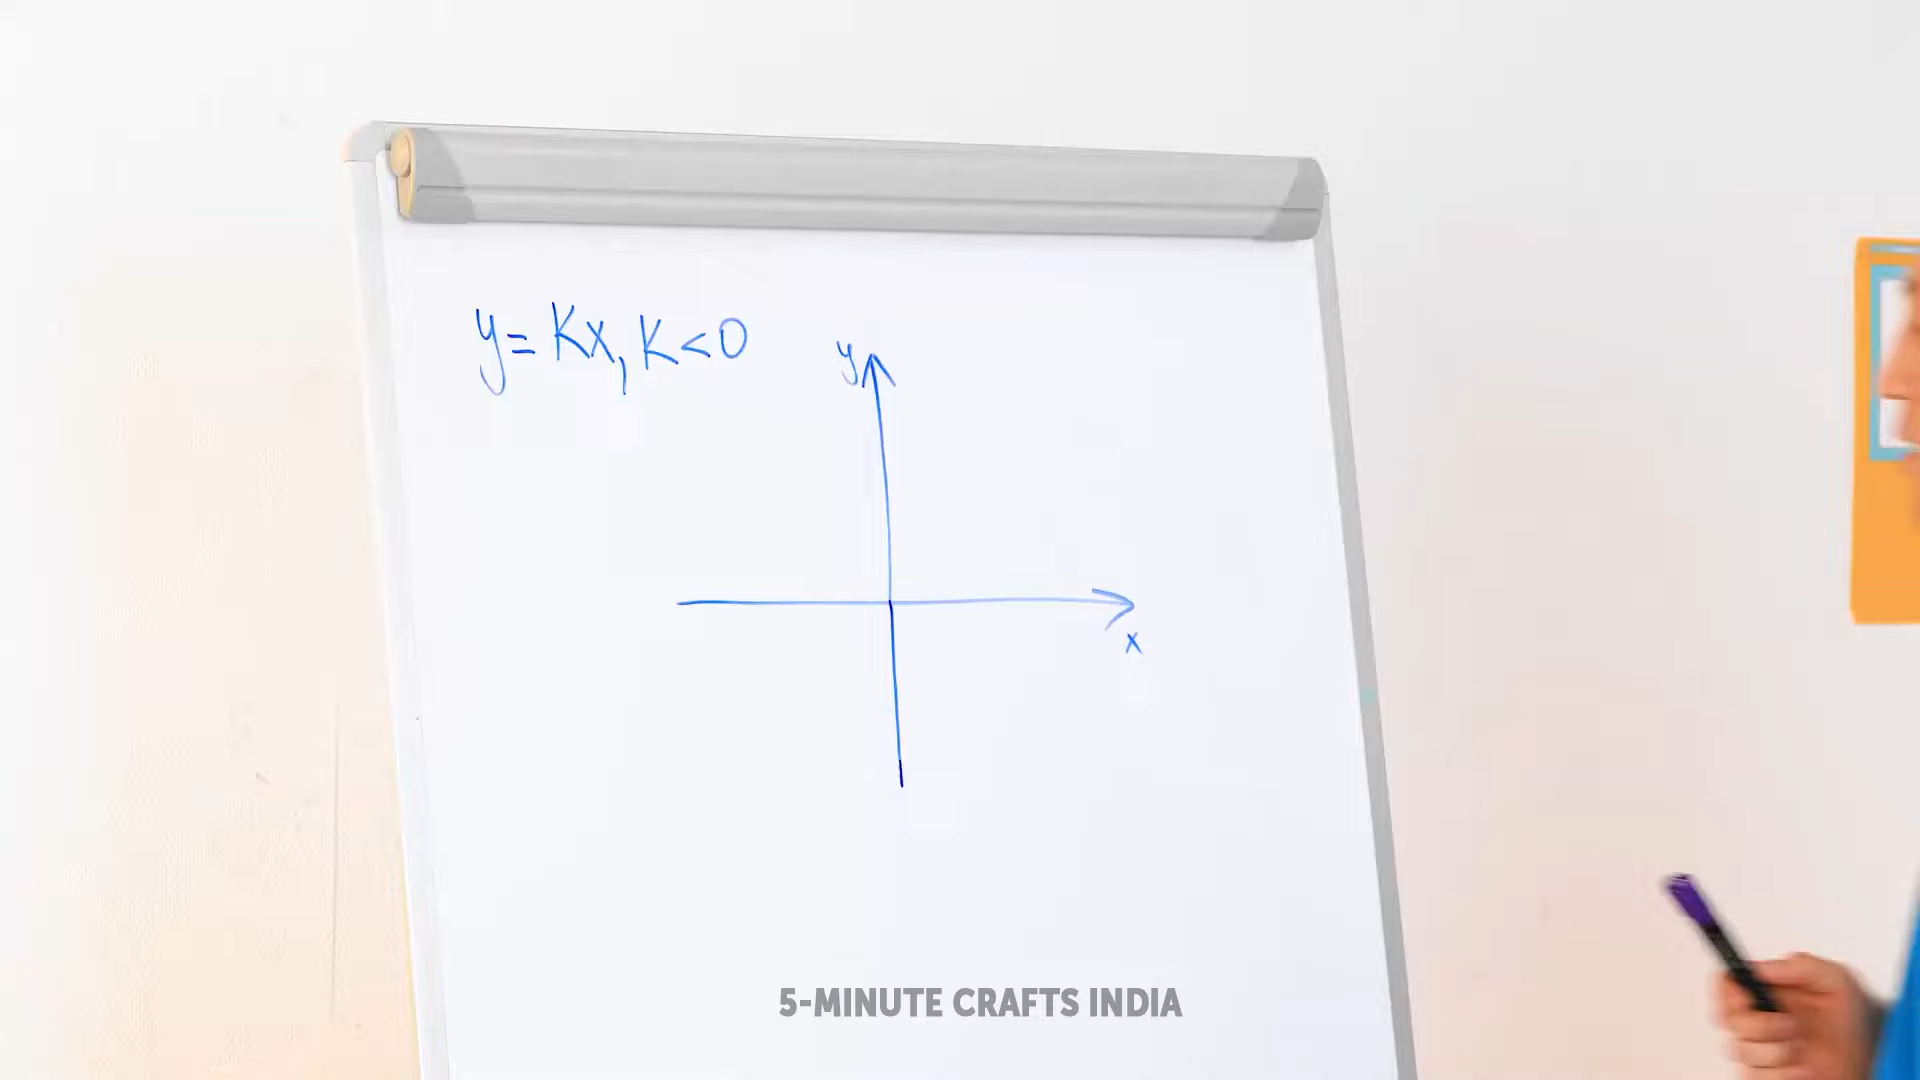 y = Kx, K < 0
y
x
5-MINUTE CRAFTS INDIA